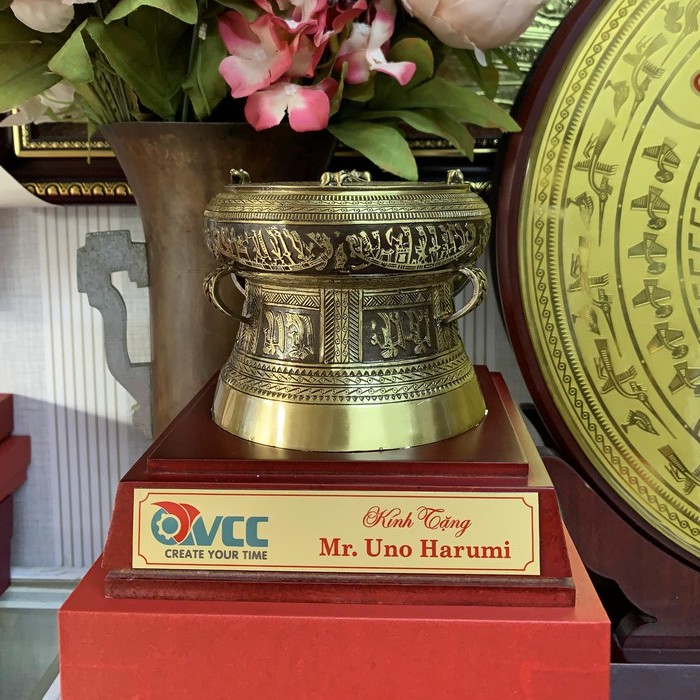 VCC
CREATE YOUR TIME
Kính Tặng
Mr. Uno Harumi